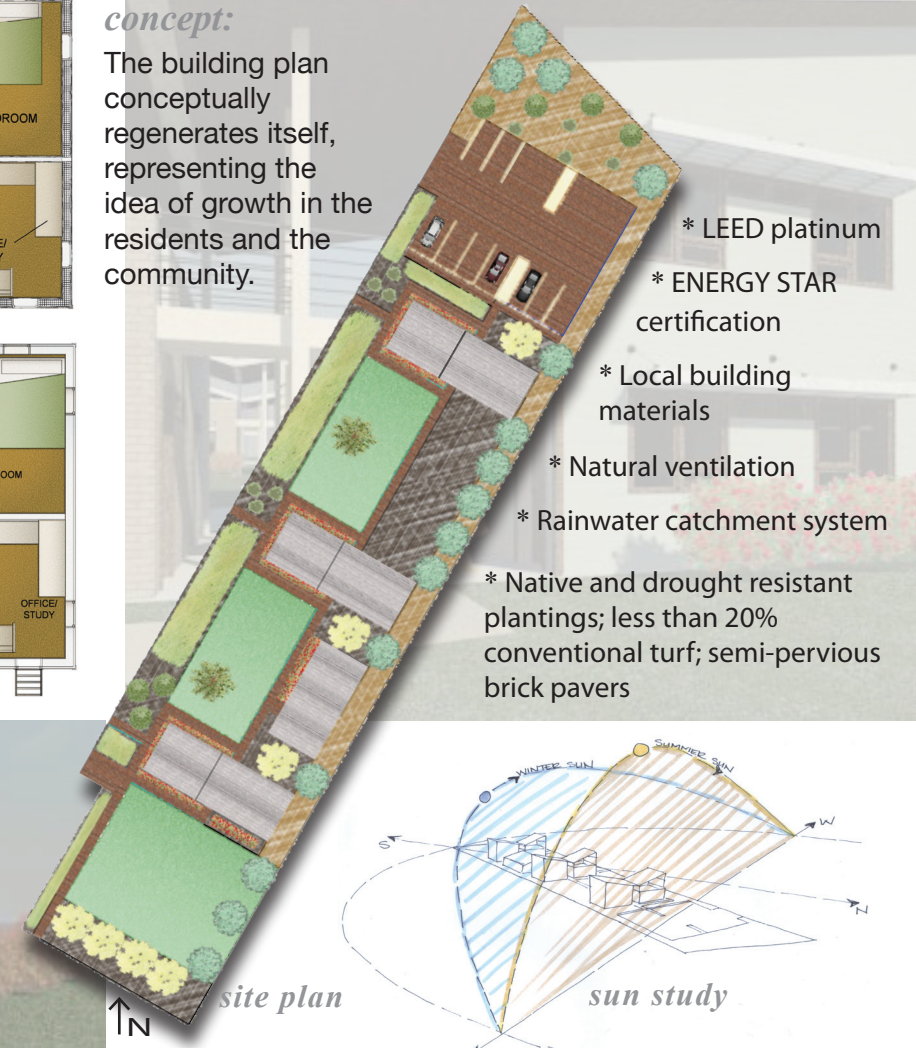 concept:
The building plan
conceptually
regenerates itself,
representing the
idea of growth in the
residents and the
community.
OFFICE/
STUDY
* LEED platinum
* ENERGY STAR
certification
* Local building
materials
* Natural ventilation
* Rainwater catchment system
* Native and drought resistant
plantings; less than 20%
conventional turf; semi-pervious
brick pavers
WINTER SUN
SUMMER SUN
S
W
N
site plan
sun study
N